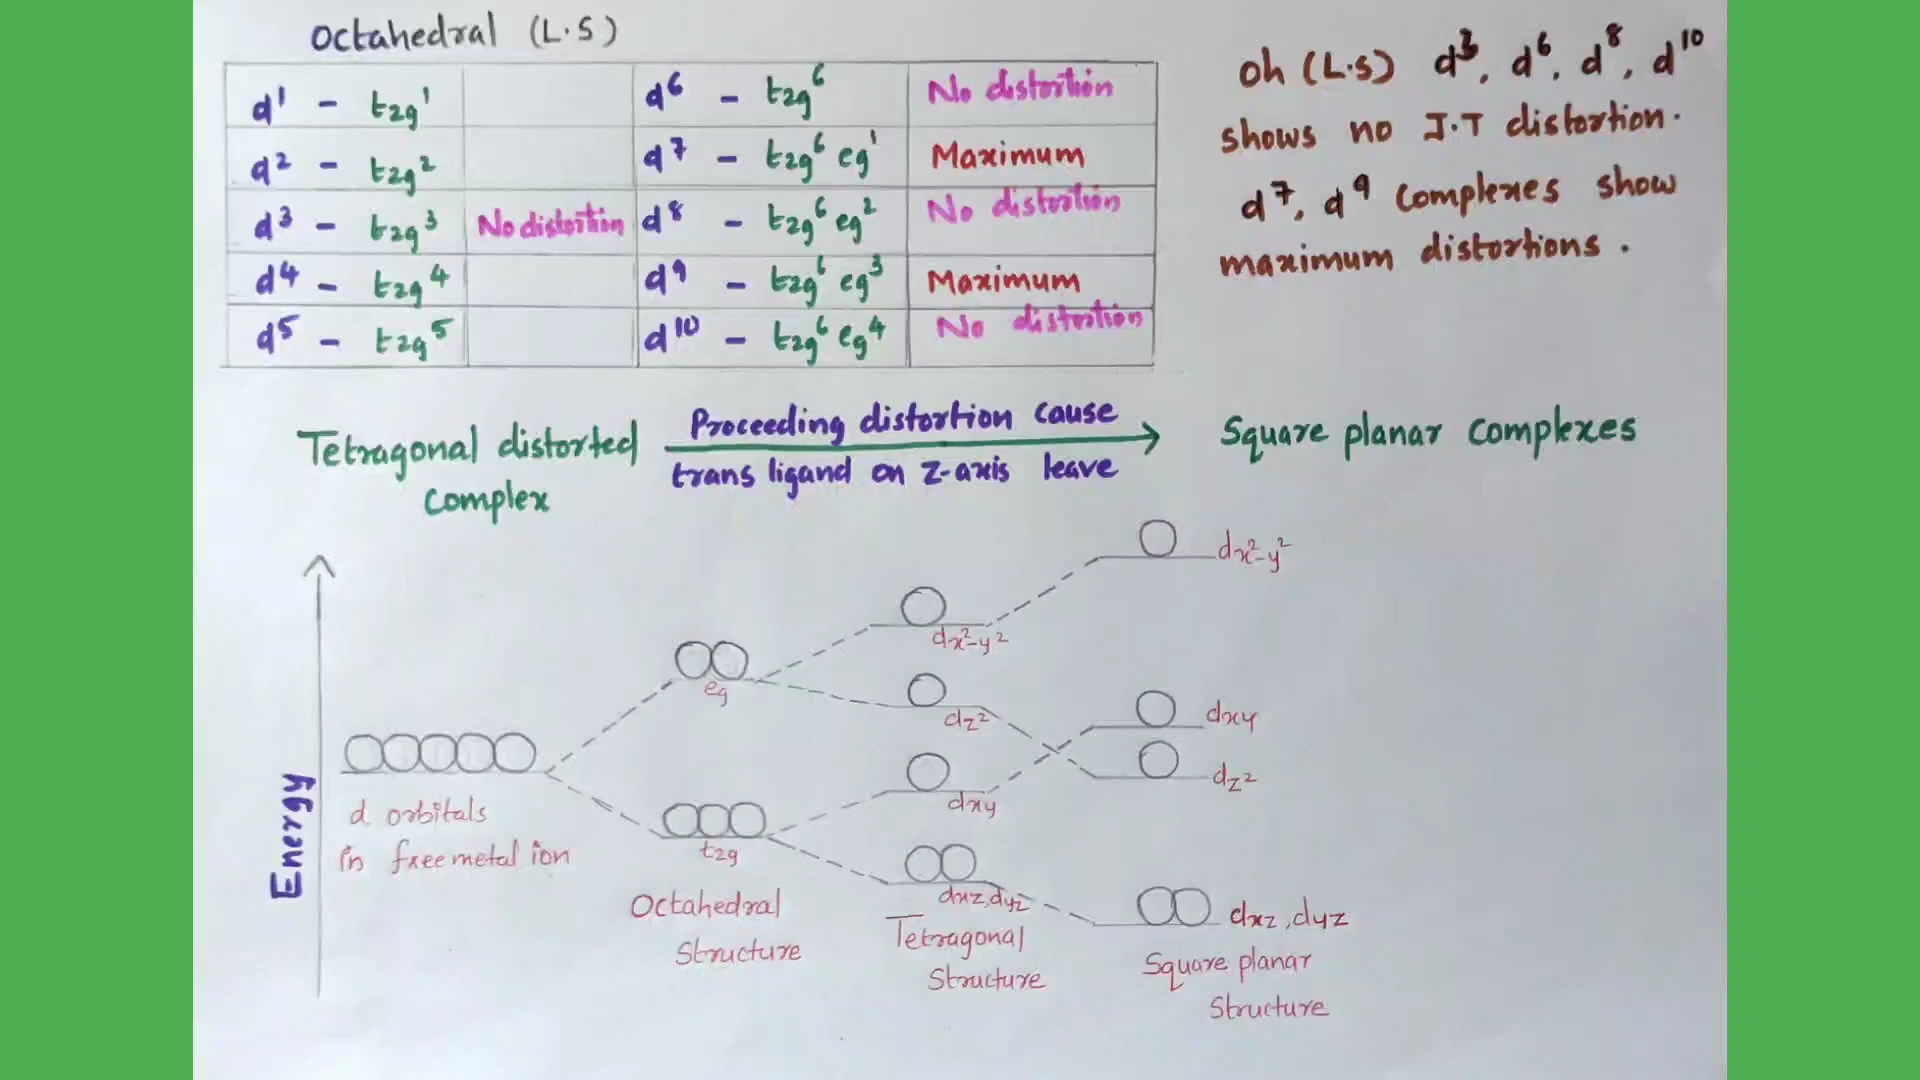 Octahedral (L.S)
d¹ - t₂g¹
d² - t₂g²
d³ - t₂g³ No distortion
d⁴ - t₂g⁴
d⁵ - t₂g⁵
d⁶ - t₂g⁶ No distortion
d⁷ - t₂g⁶ eg¹ Maximum
d⁸ - t₂g⁶ eg² No distortion
d⁹ - t₂g⁶ eg³ Maximum
d¹⁰ - t₂g⁶ eg⁴ No distortion
Oh (L.S) d³, d⁶, d⁸, d¹⁰
shows no J.T distortion.
d⁷, d⁹ Complexes show
maximum distortions.
Tetragonal distorted
Complex
Proceeding distortion cause
trans ligand on Z-axis leave
Square planar complexes
Energy
d orbitals
in free metal ion
eg
t₂g
Octahedral
Structure
dx²-y²
dz²
dxy
dxz, dyz
Tetragonal
Structure
dx²-y²
dxy
dz²
dxz, dyz
Square planar
Structure